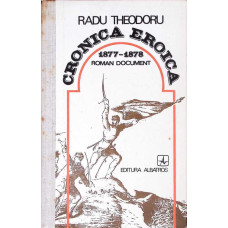 RADU THEODORU
CRONICA EROICA
1877-1878
ROMAN DOCUMENT
EDITURA ALBATROS